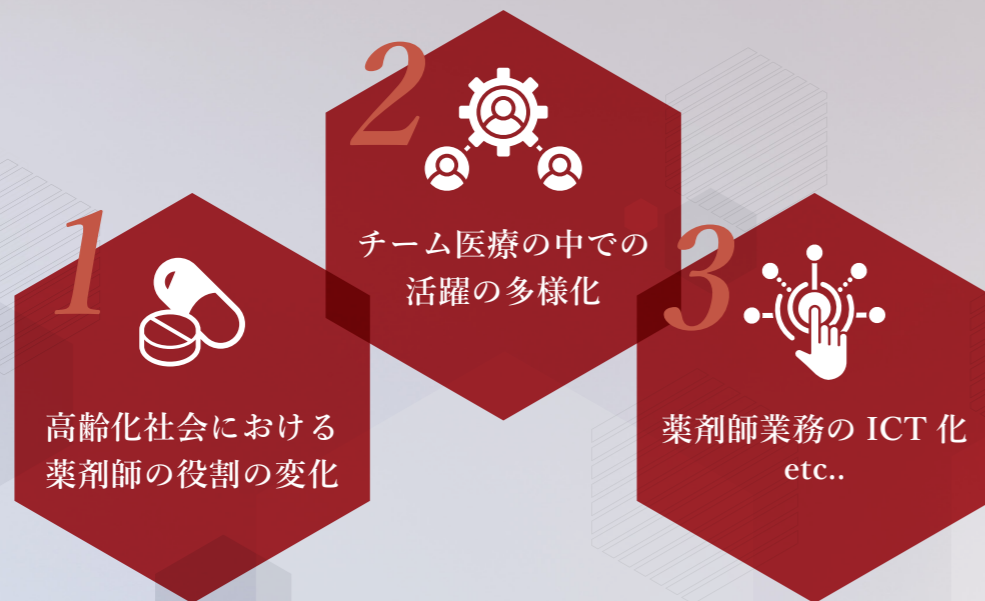 1
高齢化社会における
薬剤師の役割の変化
2
チーム医療の中での
活躍の多様化
3
薬剤師業務の ICT 化
etc..